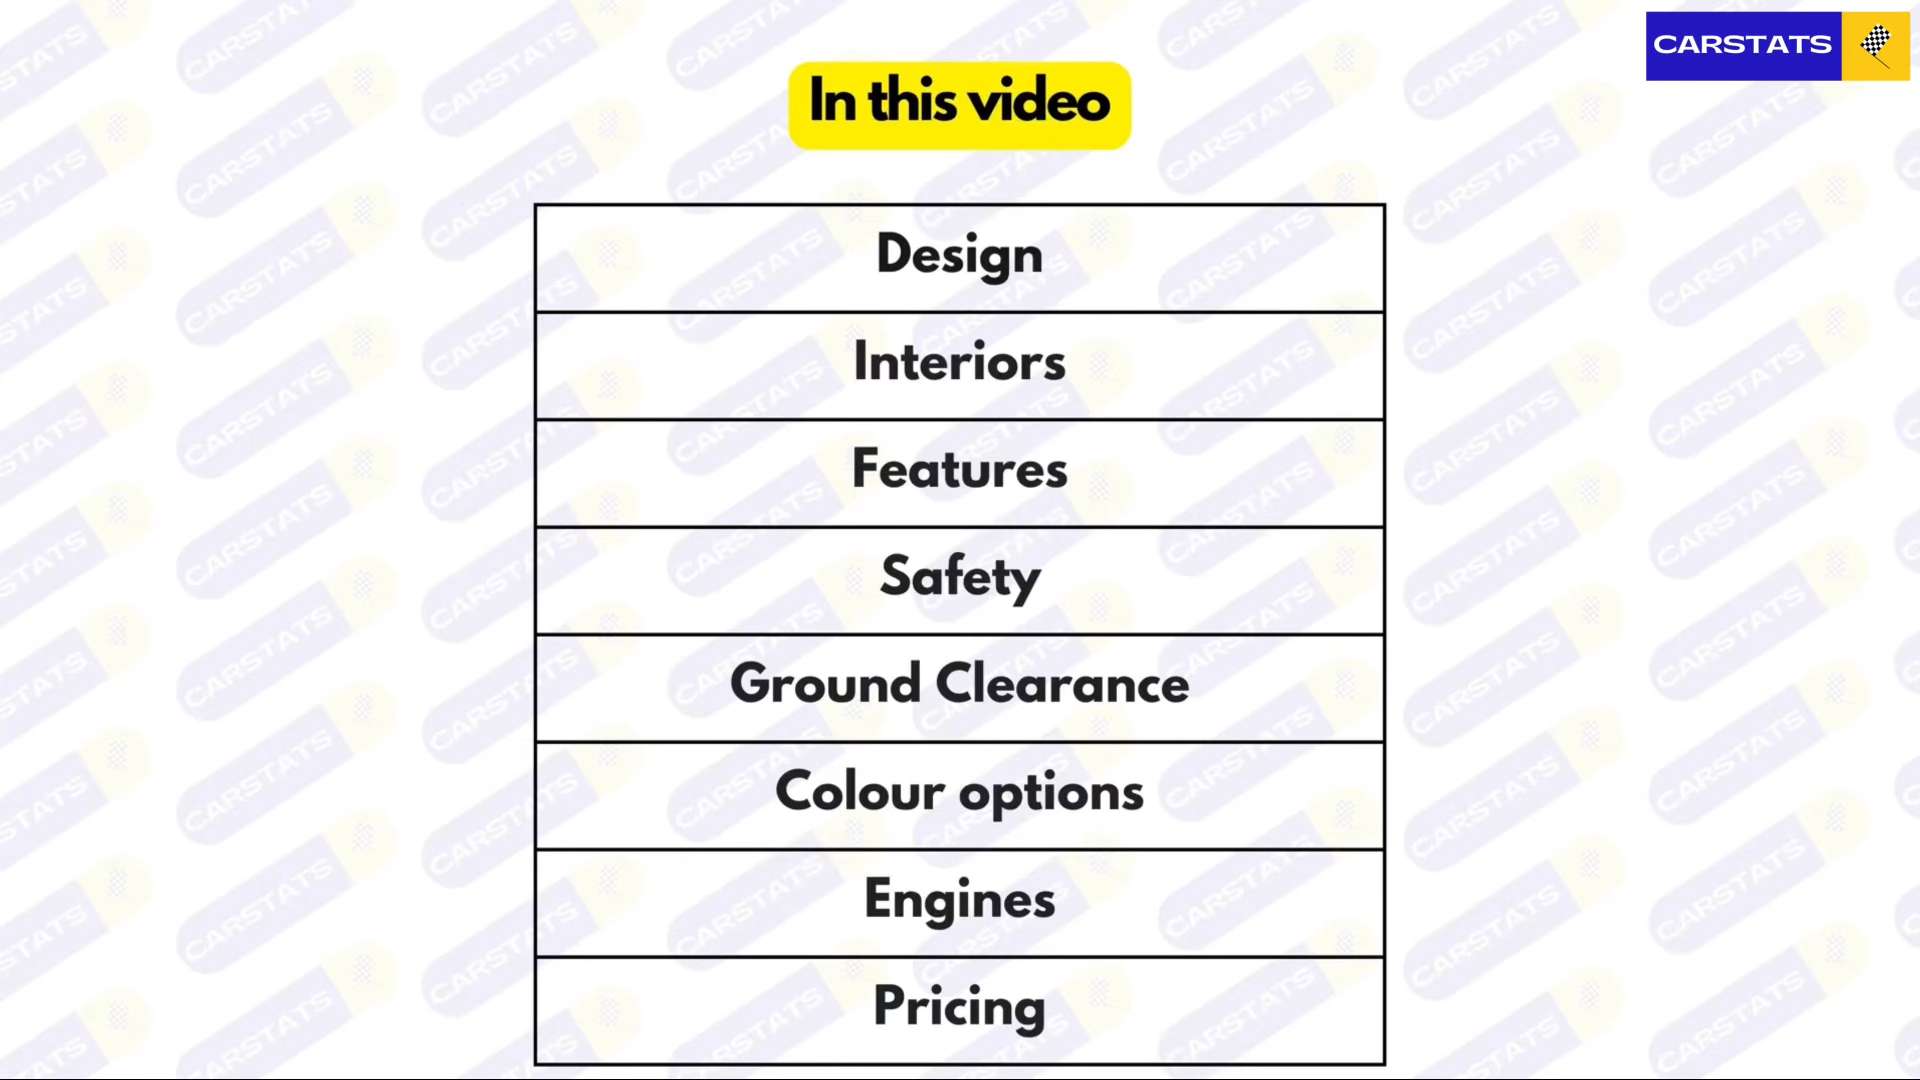 CARSTATS
In this video
Design
Interiors
Features
Safety
Ground Clearance
Colour options
Engines
Pricing